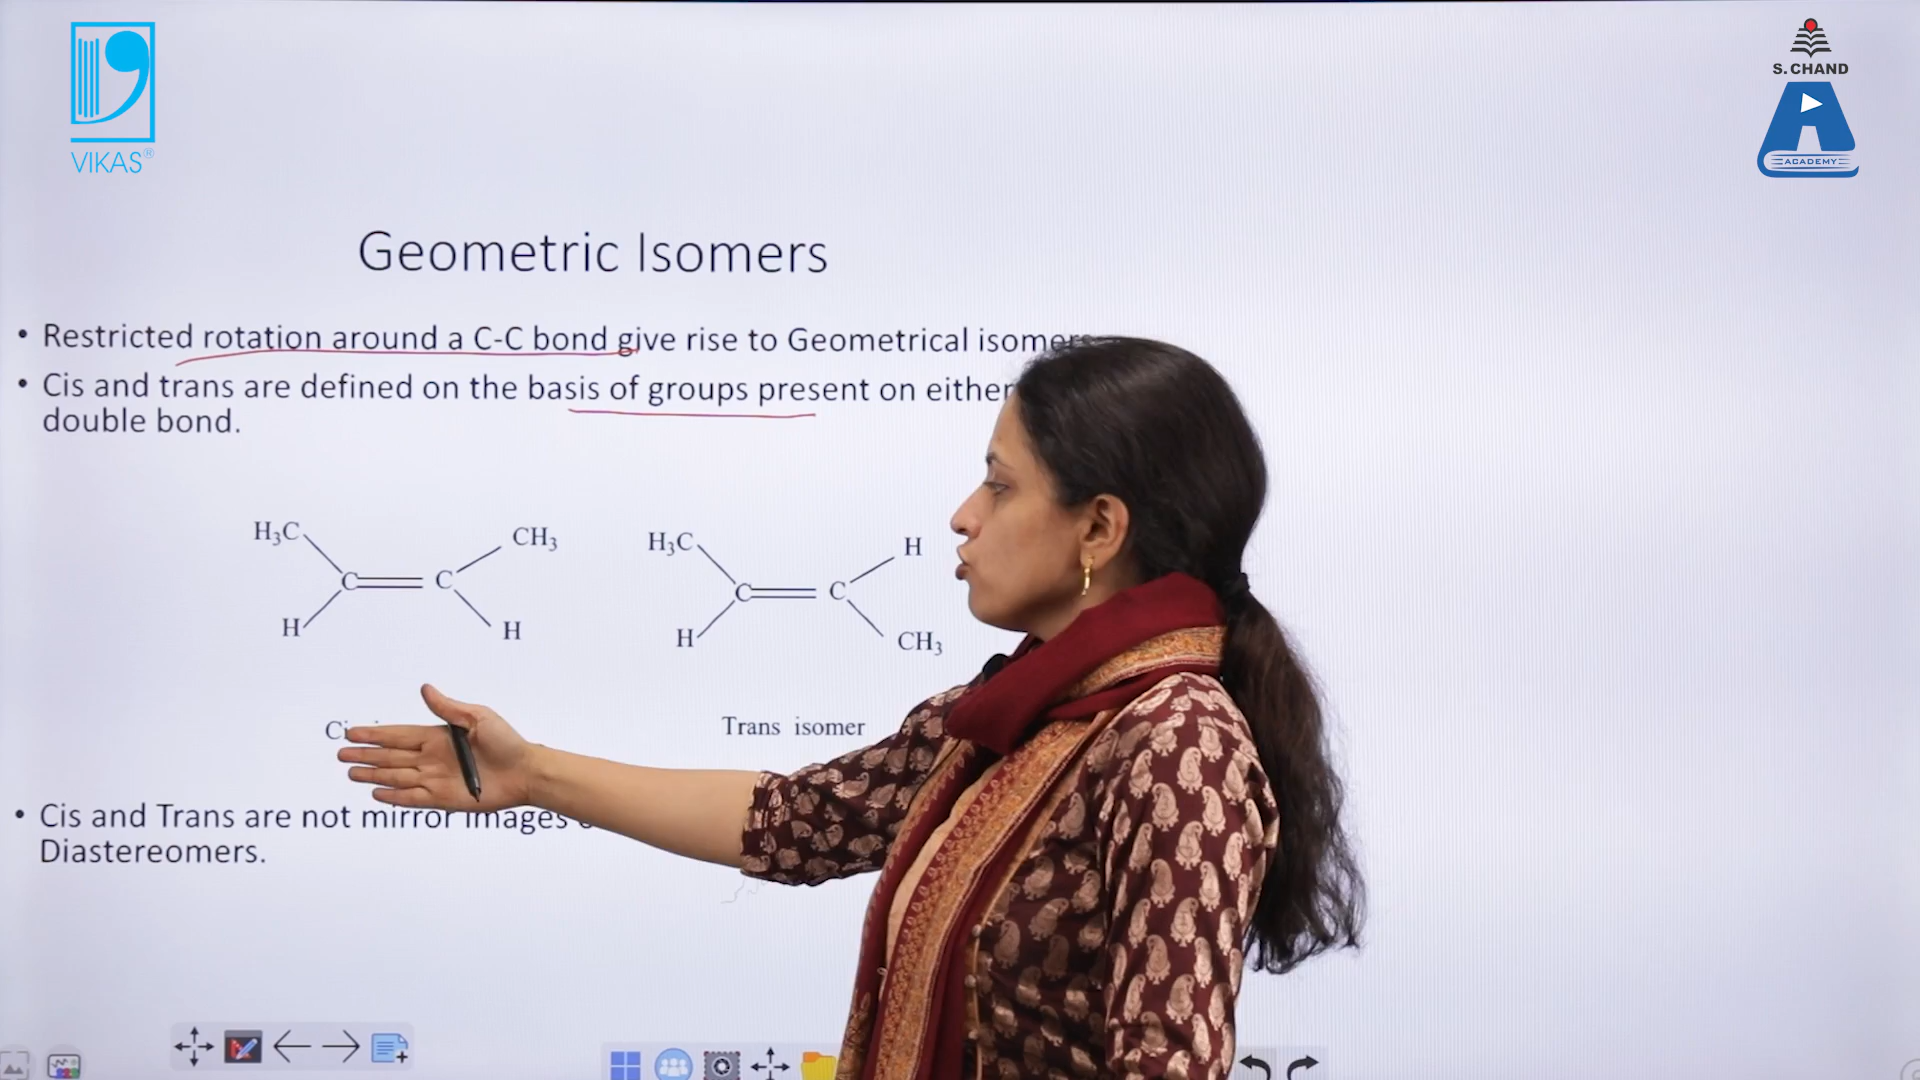 VIKAS®
S. CHAND
ACADEMY
Geometric Isomers
• Restricted rotation around a C-C bond give rise to Geometrical
• Cis and trans are defined on the basis of groups present on either
double bond.
H₃C CH₃ H₃C H
C C C C
H H H CH₃
Trans isomer
• Cis and Trans are not mirror images
Diastereomers.